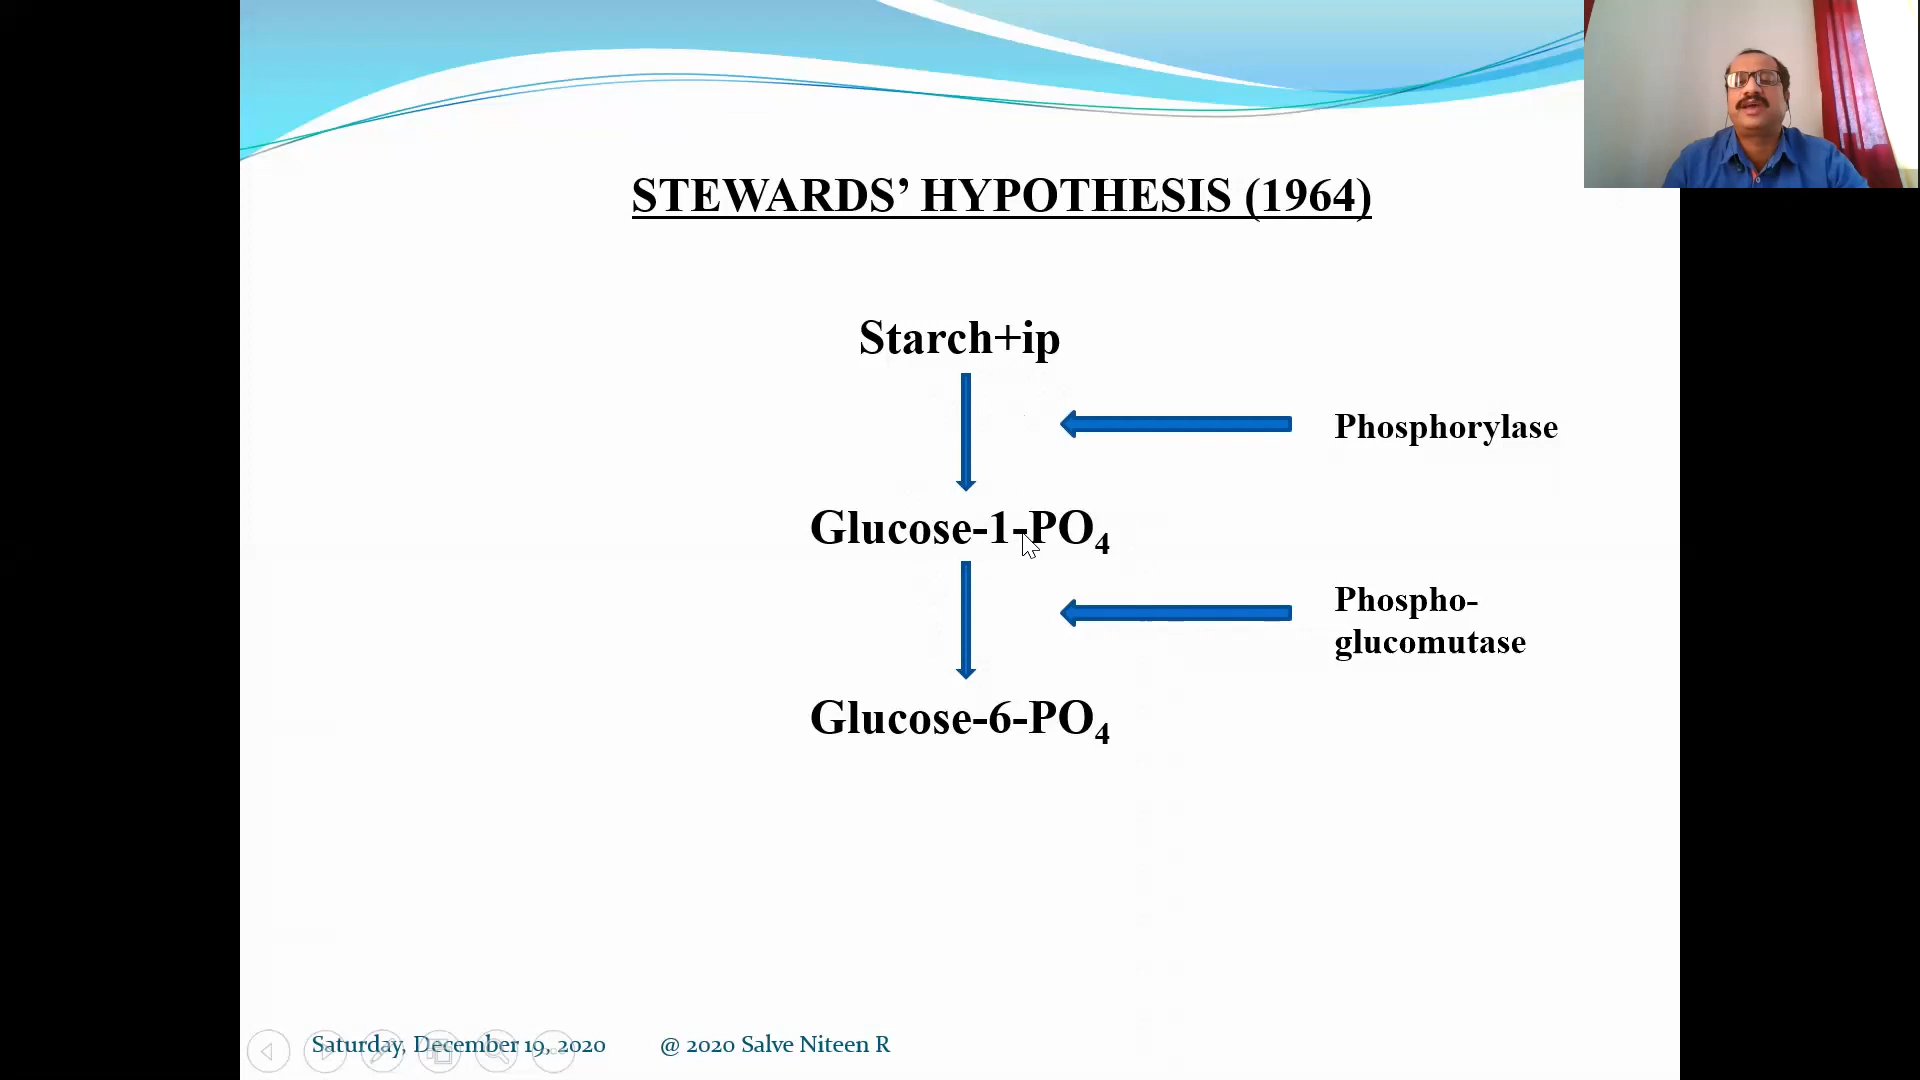 STEWARDS’ HYPOTHESIS (1964)
Starch+ip
Phosphorylase
Glucose-1-PO₄
Phospho-
glucomutase
Glucose-6-PO₄
Saturday, December 19, 2020 @ 2020 Salve Niteen R